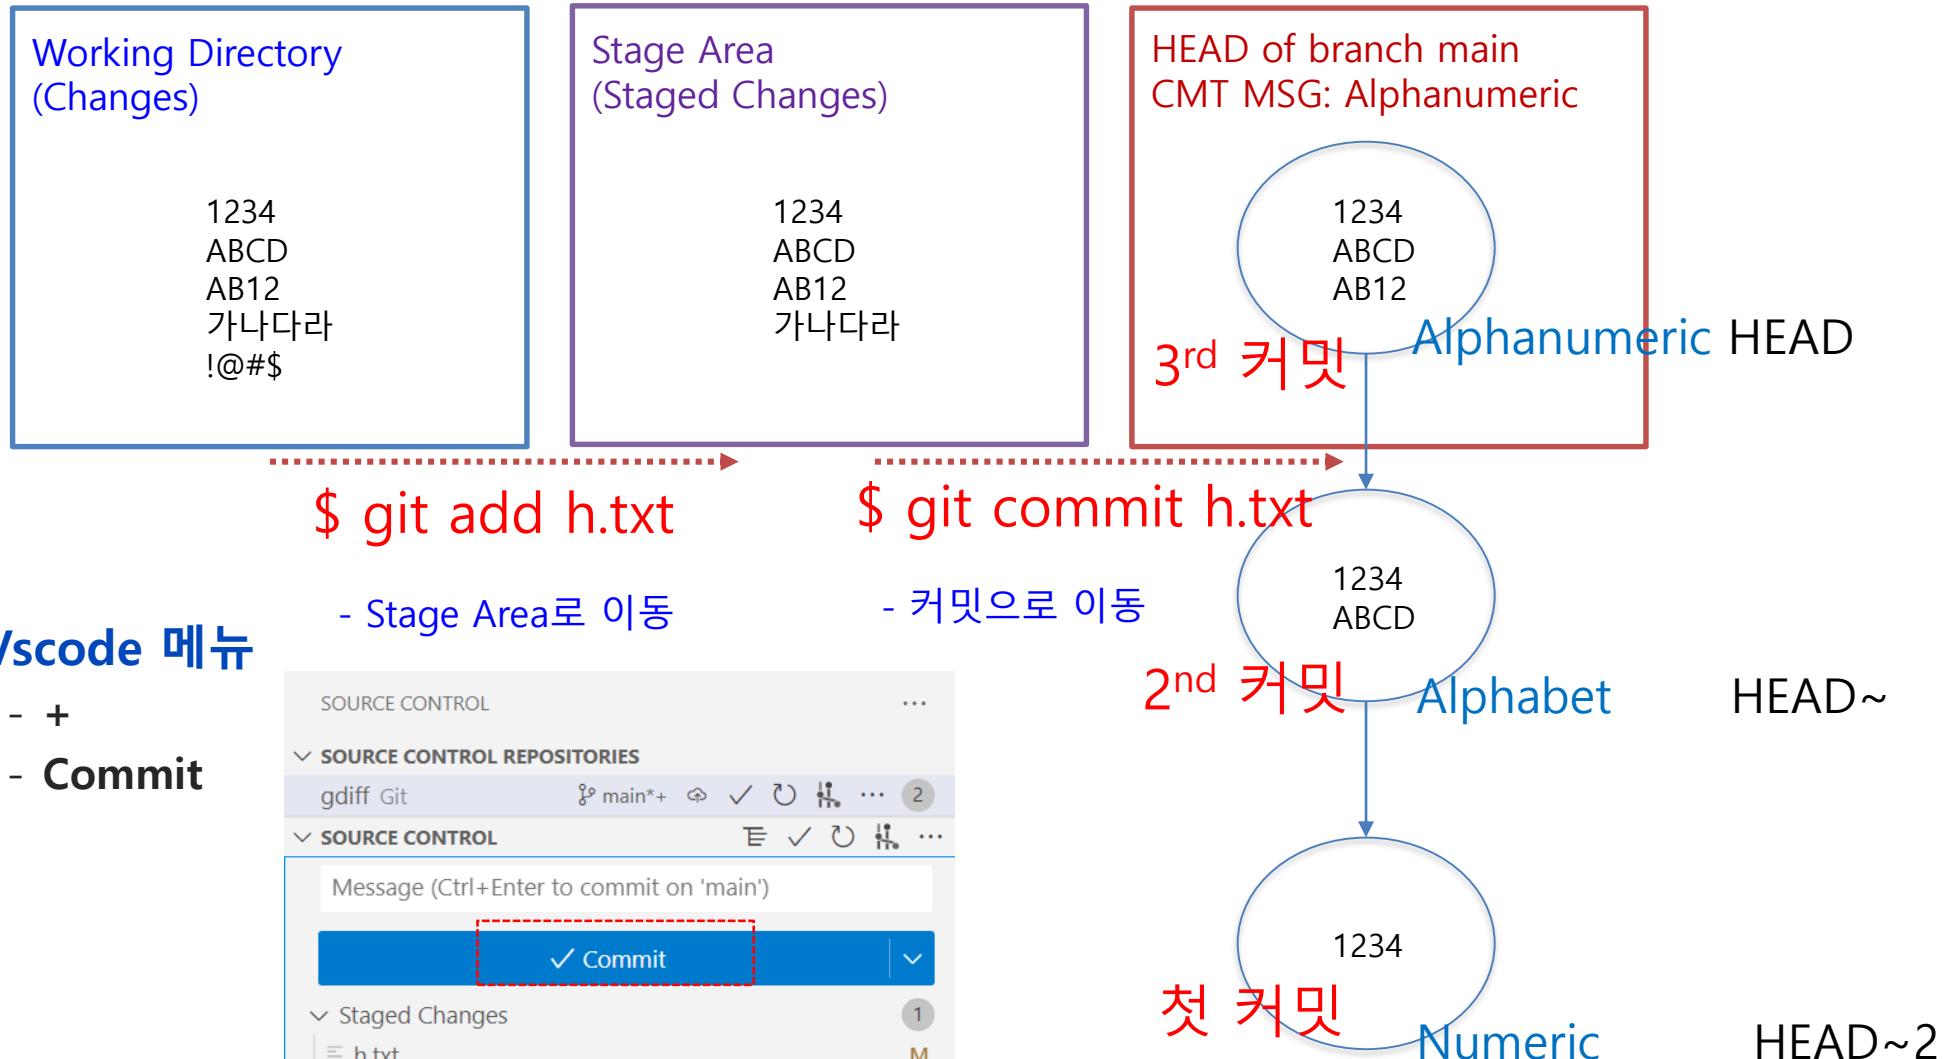 Working Directory
(Changes)
1234
ABCD
AB12
가나다라
!@#$
Stage Area
(Staged Changes)
1234
ABCD
AB12
가나다라
HEAD of branch main
CMT MSG: Alphanumeric
1234
ABCD
AB12
3rd 커밋
Alphanumeric HEAD
$ git add h.txt
$ git commit h.txt
- Stage Area로 이동
- 커밋으로 이동
1234
ABCD
2nd 커밋
Alphabet HEAD~
Vscode 메뉴
- +
- Commit
SOURCE CONTROL ...
SOURCE CONTROL REPOSITORIES
gdiff Git main*+ ... 2
SOURCE CONTROL ...
Message (Ctrl+Enter to commit on 'main')
Commit
Staged Changes 1
h.txt M
1234
첫 커밋
Numeric HEAD~2